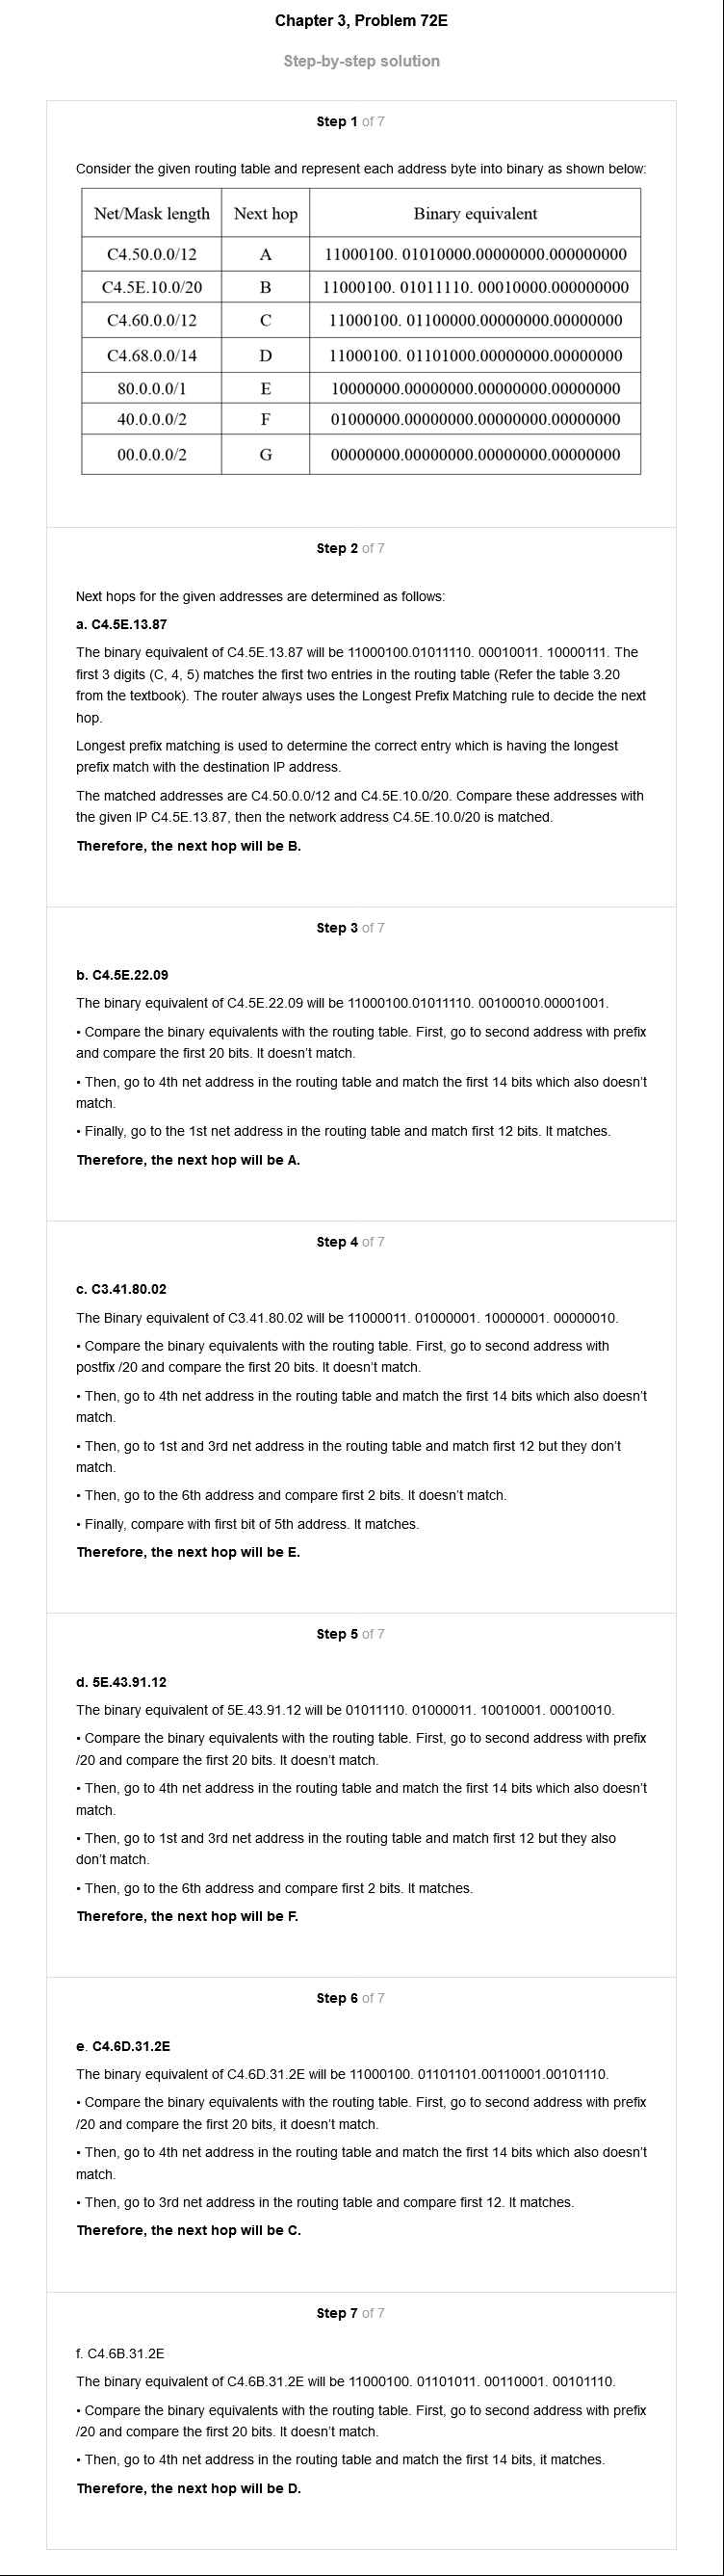 Chapter 3, Problem 72E
Step-by-step solution
Step 1 of 7
Consider the given routing table and represent each address byte into binary as shown below:
Net/Mask length Next hop Binary equivalent
C4.50.0.0/12 A 11000100. 01010000.00000000.000000000
C4.5E.10.0/20 B 11000100. 01011110. 00010000.000000000
C4.60.0.0/12 C 11000100. 01100000.00000000.00000000
C4.68.0.0/14 D 11000100. 01101000.00000000.00000000
80.0.0.0/1 E 10000000.00000000.00000000.00000000
40.0.0.0/2 F 01000000.00000000.00000000.00000000
00.0.0.0/2 G 00000000.00000000.00000000.00000000
Step 2 of 7
Next hops for the given addresses are determined as follows:
a. C4.5E.13.87
The binary equivalent of C4.5E.13.87 will be 11000100.01011110. 00010011. 10000111. The
first 3 digits (C, 4, 5) matches the first two entries in the routing table (Refer the table 3.20
from the textbook). The router always uses the Longest Prefix Matching rule to decide the next
hop.
Longest prefix matching is used to determine the correct entry which is having the longest
prefix match with the destination IP address.
The matched addresses are C4.50.0.0/12 and C4.5E.10.0/20. Compare these addresses with
the given IP C4.5E.13.87, then the network address C4.5E.10.0/20 is matched.
Therefore, the next hop will be B.
Step 3 of 7
b. C4.5E.22.09
The binary equivalent of C4.5E.22.09 will be 11000100.01011110. 00100010.00001001.
• Compare the binary equivalents with the routing table. First, go to second address with prefix
and compare the first 20 bits. It doesn't match.
• Then, go to 4th net address in the routing table and match the first 14 bits which also doesn't
match.
• Finally, go to the 1st net address in the routing table and match first 12 bits. It matches.
Therefore, the next hop will be A.
Step 4 of 7
c. C3.41.80.02
The Binary equivalent of C3.41.80.02 will be 11000011. 01000001. 10000001. 00000010.
• Compare the binary equivalents with the routing table. First, go to second address with
postfix /20 and compare the first 20 bits. It doesn't match.
• Then, go to 4th net address in the routing table and match the first 14 bits which also doesn't
match.
• Then, go to 1st and 3rd net address in the routing table and match first 12 but they don't
match.
• Then, go to the 6th address and compare first 2 bits. It doesn't match.
• Finally, compare with first bit of 5th address. It matches.
Therefore, the next hop will be E.
Step 5 of 7
d. 5E.43.91.12
The binary equivalent of 5E.43.91.12 will be 01011110. 01000011. 10010001. 00010010.
• Compare the binary equivalents with the routing table. First, go to second address with prefix
/20 and compare the first 20 bits. It doesn't match.
• Then, go to 4th net address in the routing table and match the first 14 bits which also doesn't
match.
• Then, go to 1st and 3rd net address in the routing table and match first 12 but they also
don't match.
• Then, go to the 6th address and compare first 2 bits. It matches.
Therefore, the next hop will be F.
Step 6 of 7
e. C4.6D.31.2E
The binary equivalent of C4.6D.31.2E will be 11000100. 01101101.00110001.00101110.
• Compare the binary equivalents with the routing table. First, go to second address with prefix
/20 and compare the first 20 bits, it doesn't match.
• Then, go to 4th net address in the routing table and match the first 14 bits which also doesn't
match.
• Then, go to 3rd net address in the routing table and compare first 12. It matches.
Therefore, the next hop will be C.
Step 7 of 7
f. C4.6B.31.2E
The binary equivalent of C4.6B.31.2E will be 11000100. 01101011. 00110001. 00101110.
• Compare the binary equivalents with the routing table. First, go to second address with prefix
/20 and compare the first 20 bits. It doesn't match.
• Then, go to 4th net address in the routing table and match the first 14 bits, it matches.
Therefore, the next hop will be D.